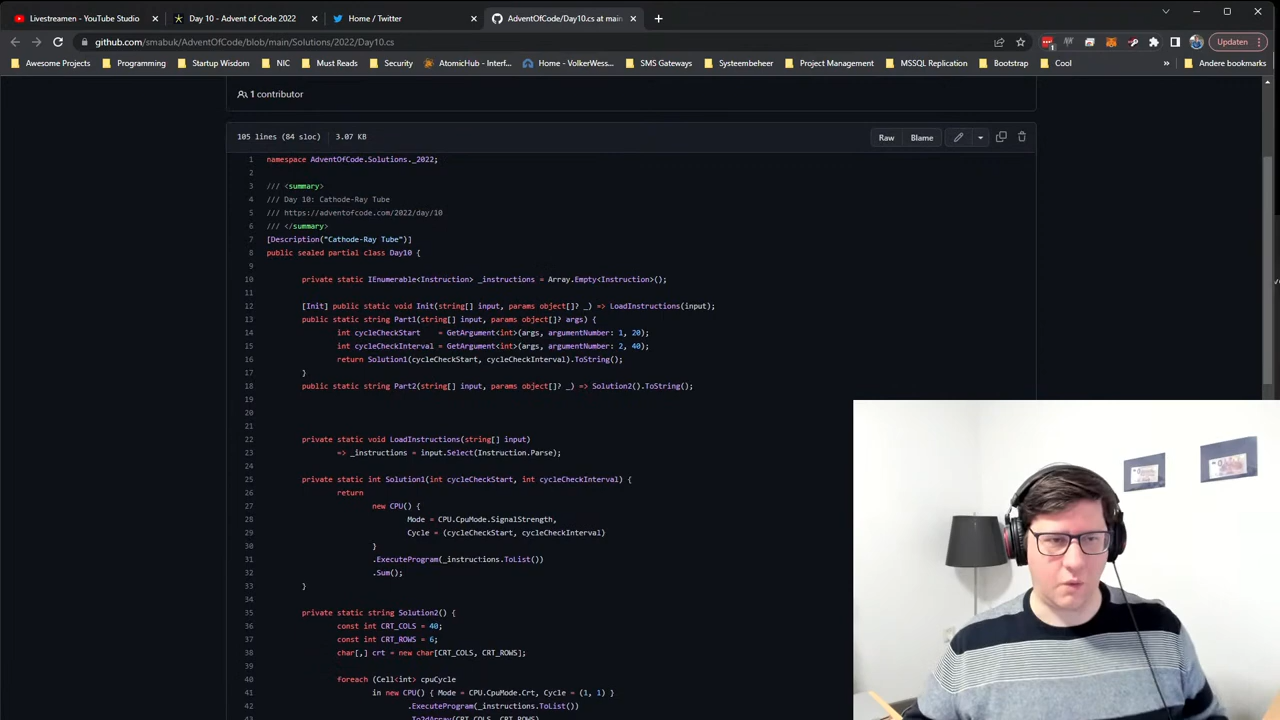 Livestreamen - YouTube Studio
Day 10 - Advent of Code 2022
Home / Twitter
AdventOfCode/Day10.cs at main
github.com/smabuk/AdventOfCode/blob/main/Solutions/2022/Day10.cs
Updaten
Awesome Projects
Programming
Startup Wisdom
NIC
Must Reads
Security
AtomicHub - Interf...
Home - VolkerWess...
SMS Gateways
Systeembeheer
Project Management
MSSQL Replication
Bootstrap
Cool
»
Andere bookmarks
1 contributor
105 lines (84 sloc)
3.07 KB
Raw
Blame
1 namespace AdventOfCode.Solutions._2022;
2
3 /// <summary>
4 /// Day 10: Cathode-Ray Tube
5 /// https://adventofcode.com/2022/day/10
6 /// </summary>
7 [Description("Cathode-Ray Tube")]
8 public sealed partial class Day10 {
9
10 private static IEnumerable<Instruction> _instructions = Array.Empty<Instruction>();
11
12 [Init] public static void Init(string[] input, params object[]? _) => LoadInstructions(input);
13 public static string Part1(string[] input, params object[]? args) {
14 int cycleCheckStart = GetArgument<int>(args, argumentNumber: 1, 20);
15 int cycleCheckInterval = GetArgument<int>(args, argumentNumber: 2, 40);
16 return Solution1(cycleCheckStart, cycleCheckInterval).ToString();
17 }
18 public static string Part2(string[] input, params object[]? _) => Solution2().ToString();
19
20
21
22 private static void LoadInstructions(string[] input)
23 => _instructions = input.Select(Instruction.Parse);
24
25 private static int Solution1(int cycleCheckStart, int cycleCheckInterval) {
26 return
27 new CPU() {
28 Mode = CPU.CpuMode.SignalStrength,
29 Cycle = (cycleCheckStart, cycleCheckInterval)
30 }
31 .ExecuteProgram(_instructions.ToList())
32 .Sum();
33 }
34
35 private static string Solution2() {
36 const int CRT_COLS = 40;
37 const int CRT_ROWS = 6;
38 char[,] crt = new char[CRT_COLS, CRT_ROWS];
39
40 foreach (Cell<int> cpuCycle
41 in new CPU() { Mode = CPU.CpuMode.Crt, Cycle = (1, 1) }
42 .ExecuteProgram(_instructions.ToList())
43 .To2dArray(CRT_COLS, CRT_ROWS)